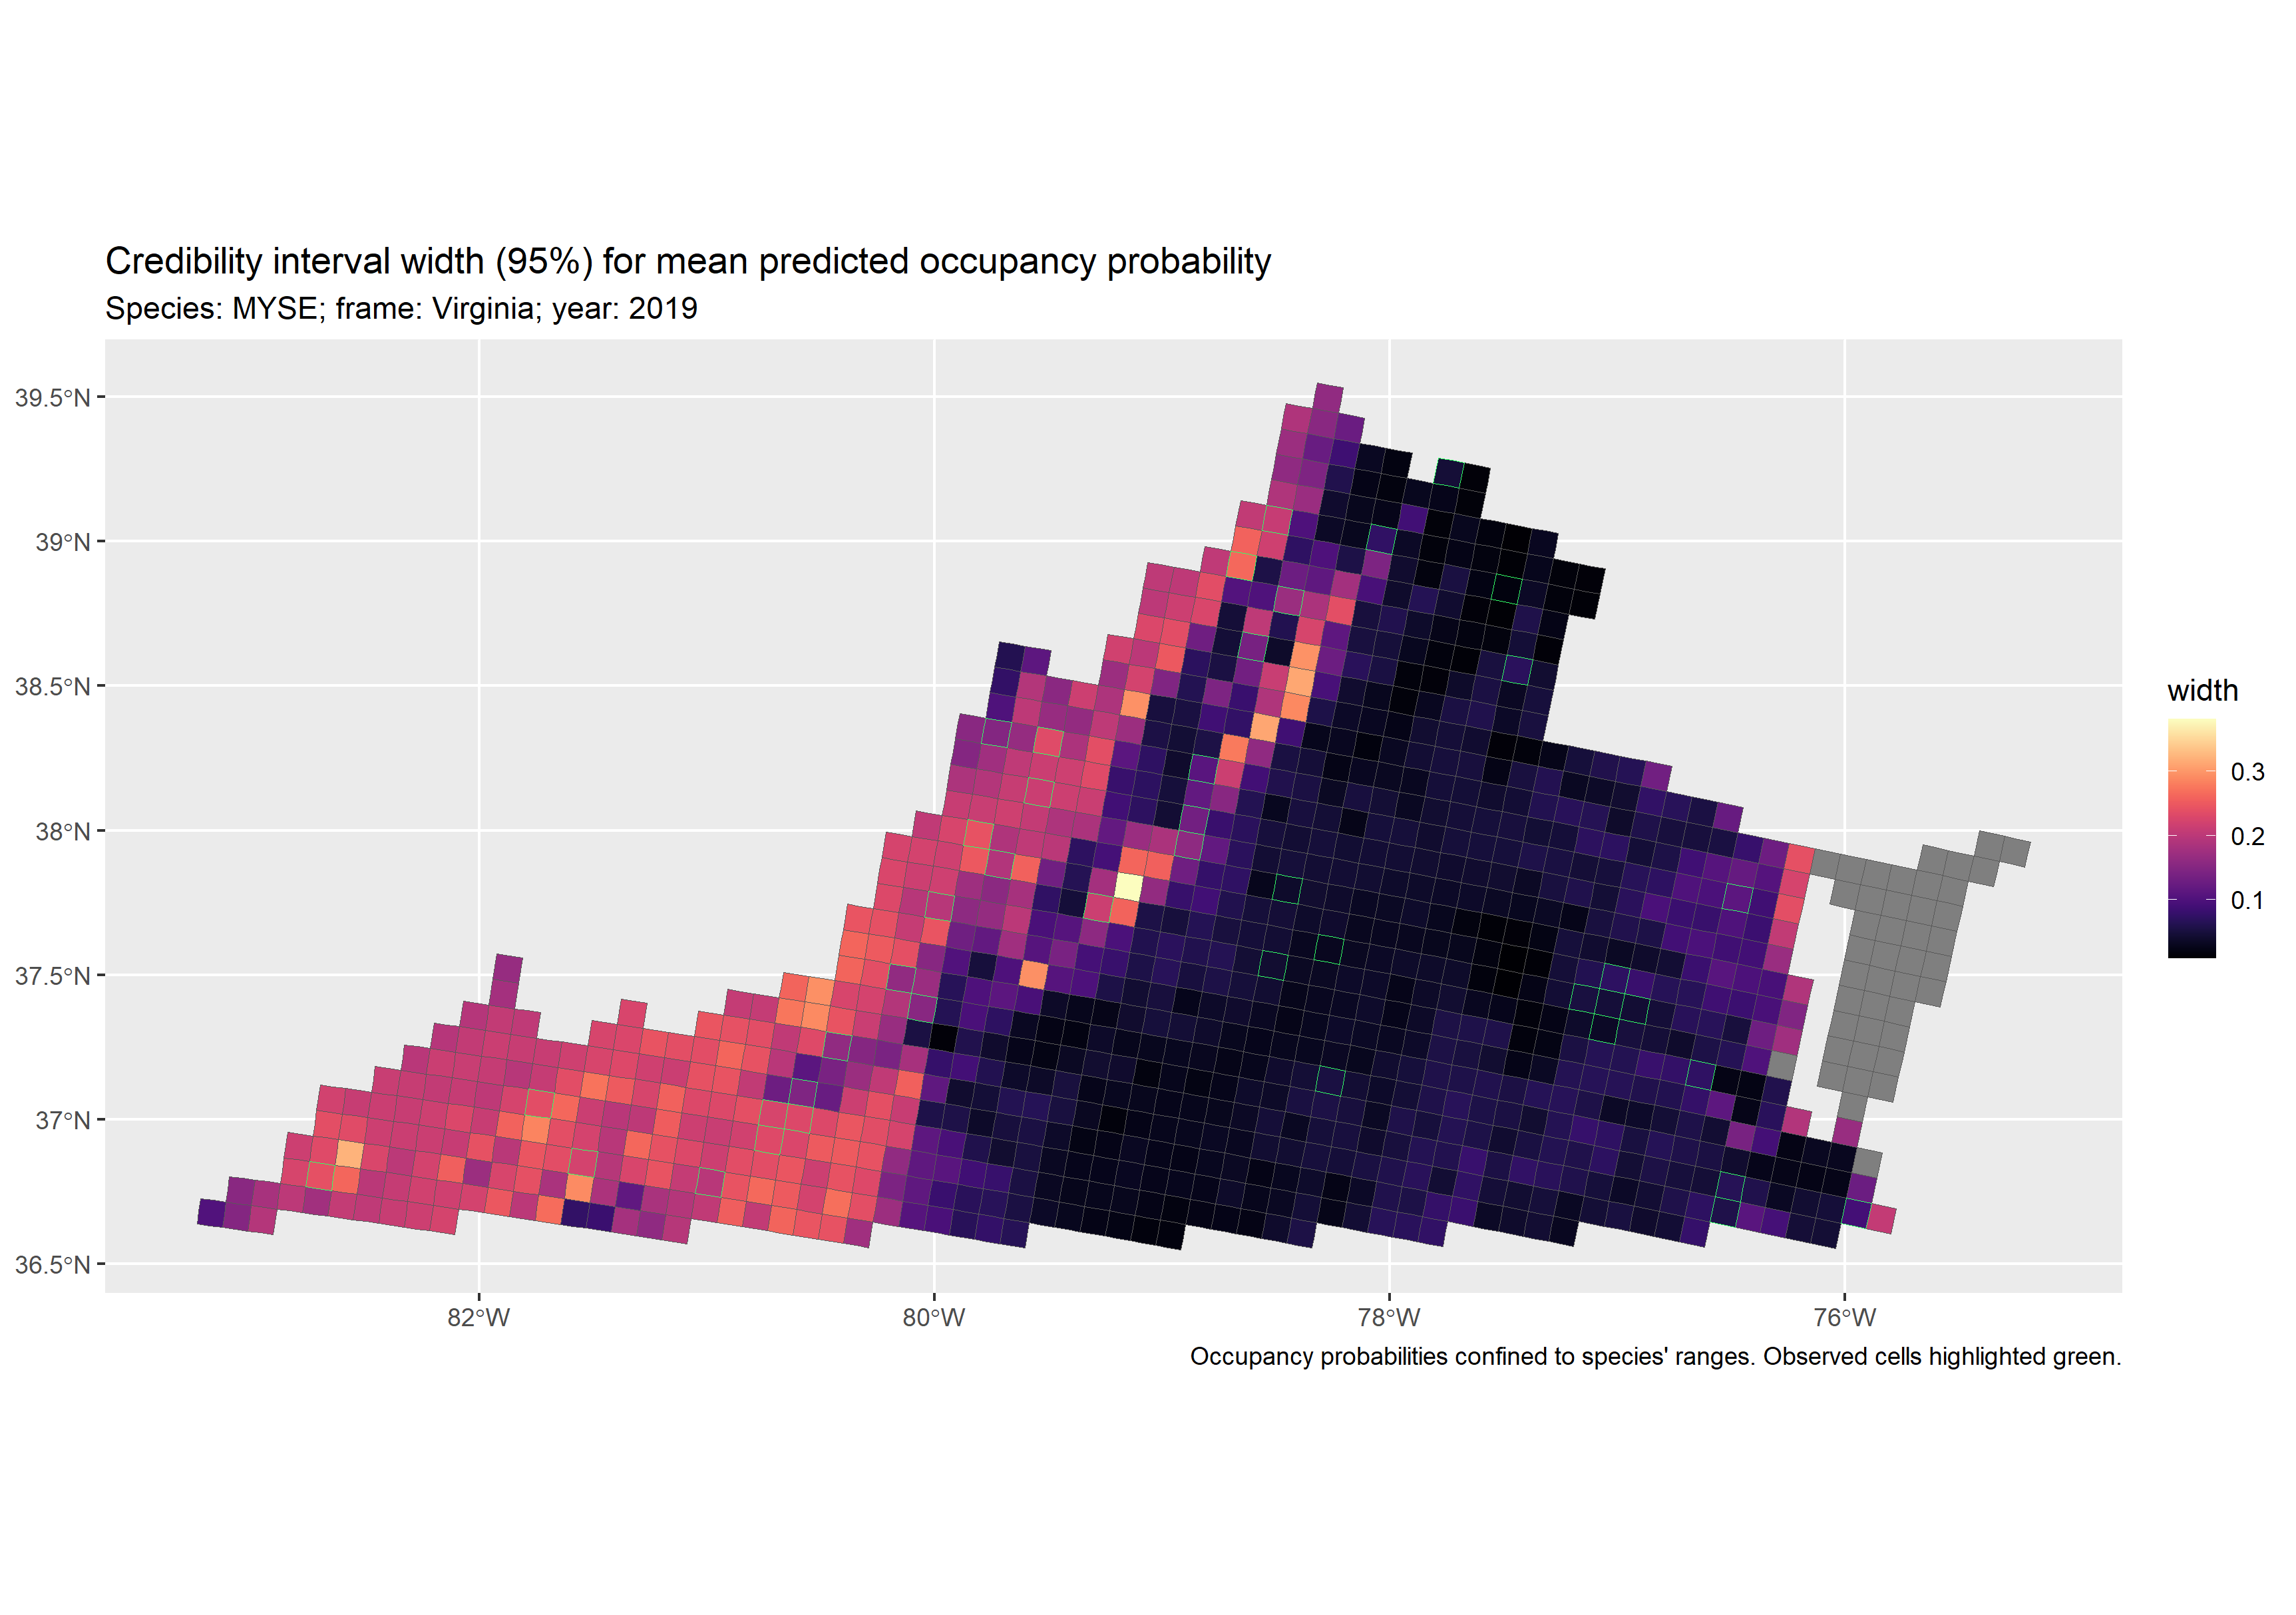 Credibility interval width (95%) for mean predicted occupancy probability
Species: MYSE; frame: Virginia; year: 2019
39.5°N
39°N
38.5°N
38°N
37.5°N
37°N
36.5°N
82°W
80°W
78°W
76°W
width
0.3
0.2
0.1
Occupancy probabilities confined to species' ranges. Observed cells highlighted green.